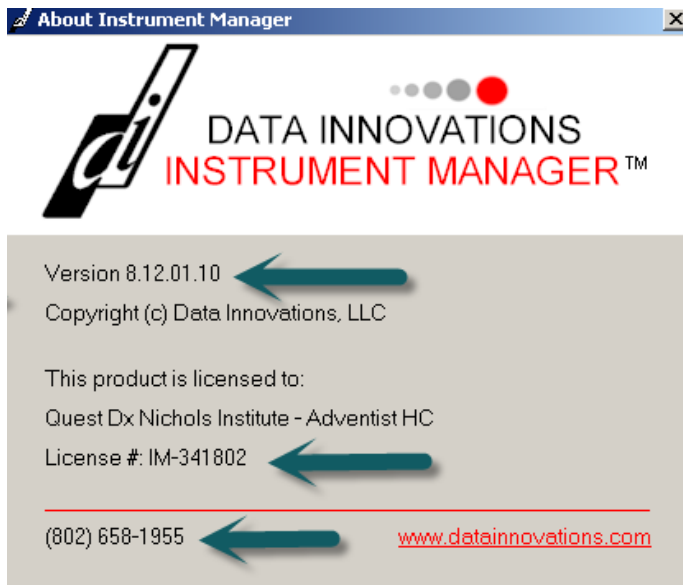 About Instrument Manager
di
DATA INNOVATIONS
INSTRUMENT MANAGER™
Version 8.12.01.10
Copyright (c) Data Innovations, LLC
This product is licensed to:
Quest Dx Nichols Institute - Adventist HC
License #: IM-341802
(802) 658-1955 www.datainnovations.com